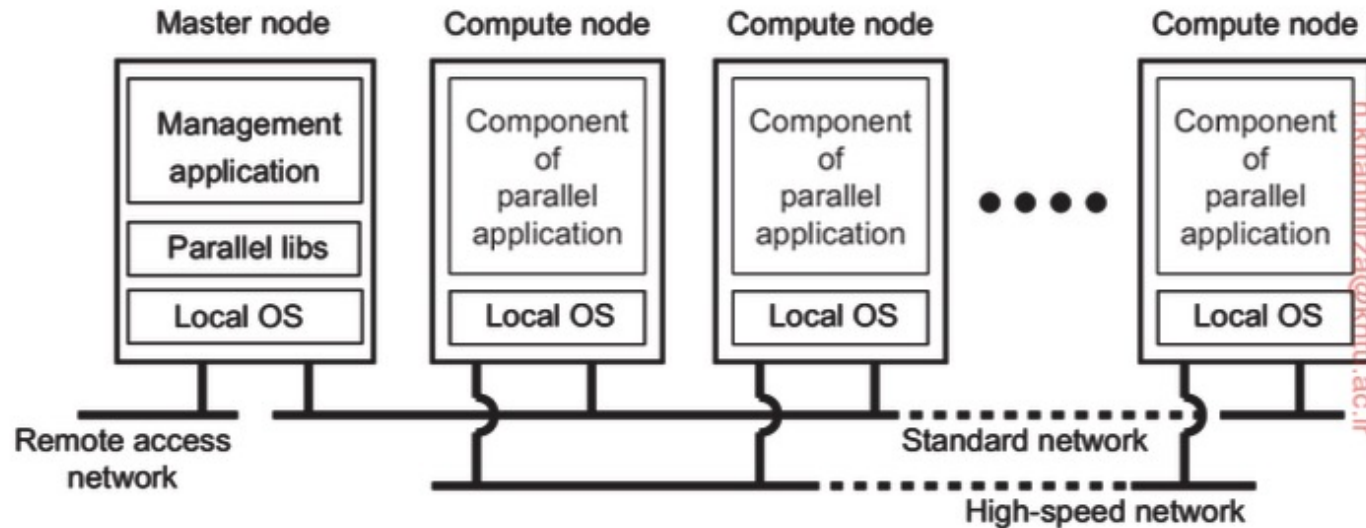 Master node
Compute node
Compute node
Compute node
Management
application
Parallel libs
Local OS
Component
of
parallel
application
Local OS
Component
of
parallel
application
Local OS
Component
of
parallel
application
Local OS
Remote access
network
Standard network
High-speed network